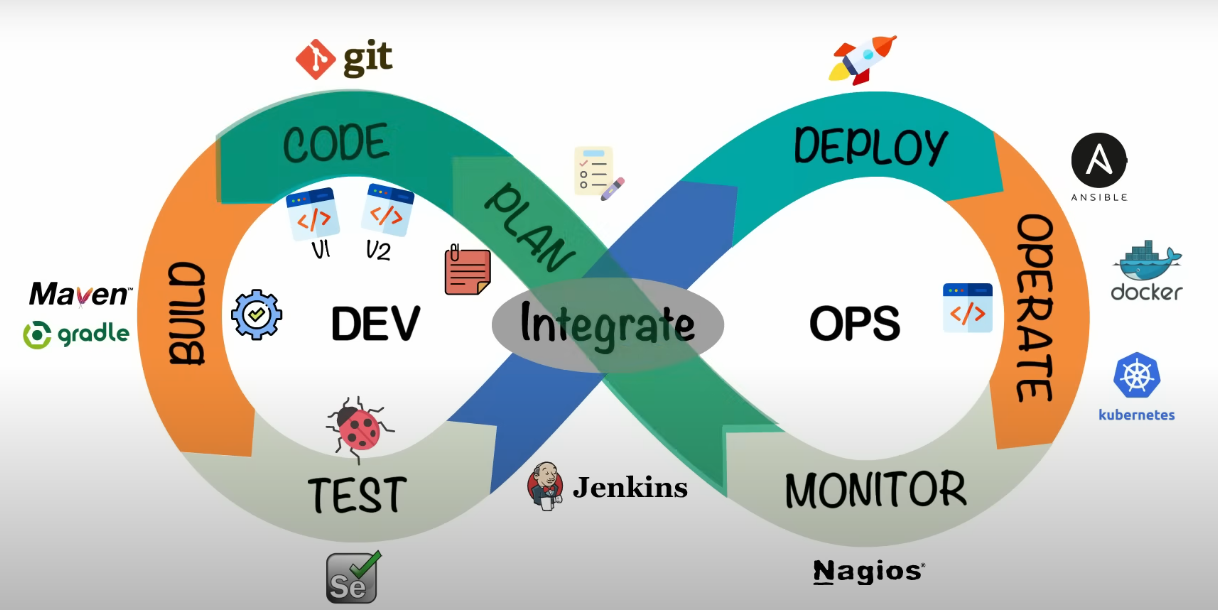 git
CODE
DEPLOY
PLAN
</>
</>
V1
V2
ANSIBLE
Maven™
gradle
BUILD
DEV
Integrate
OPS
</>
OPERATE
docker
kubernetes
TEST
Jenkins
MONITOR
Se
Nagios®